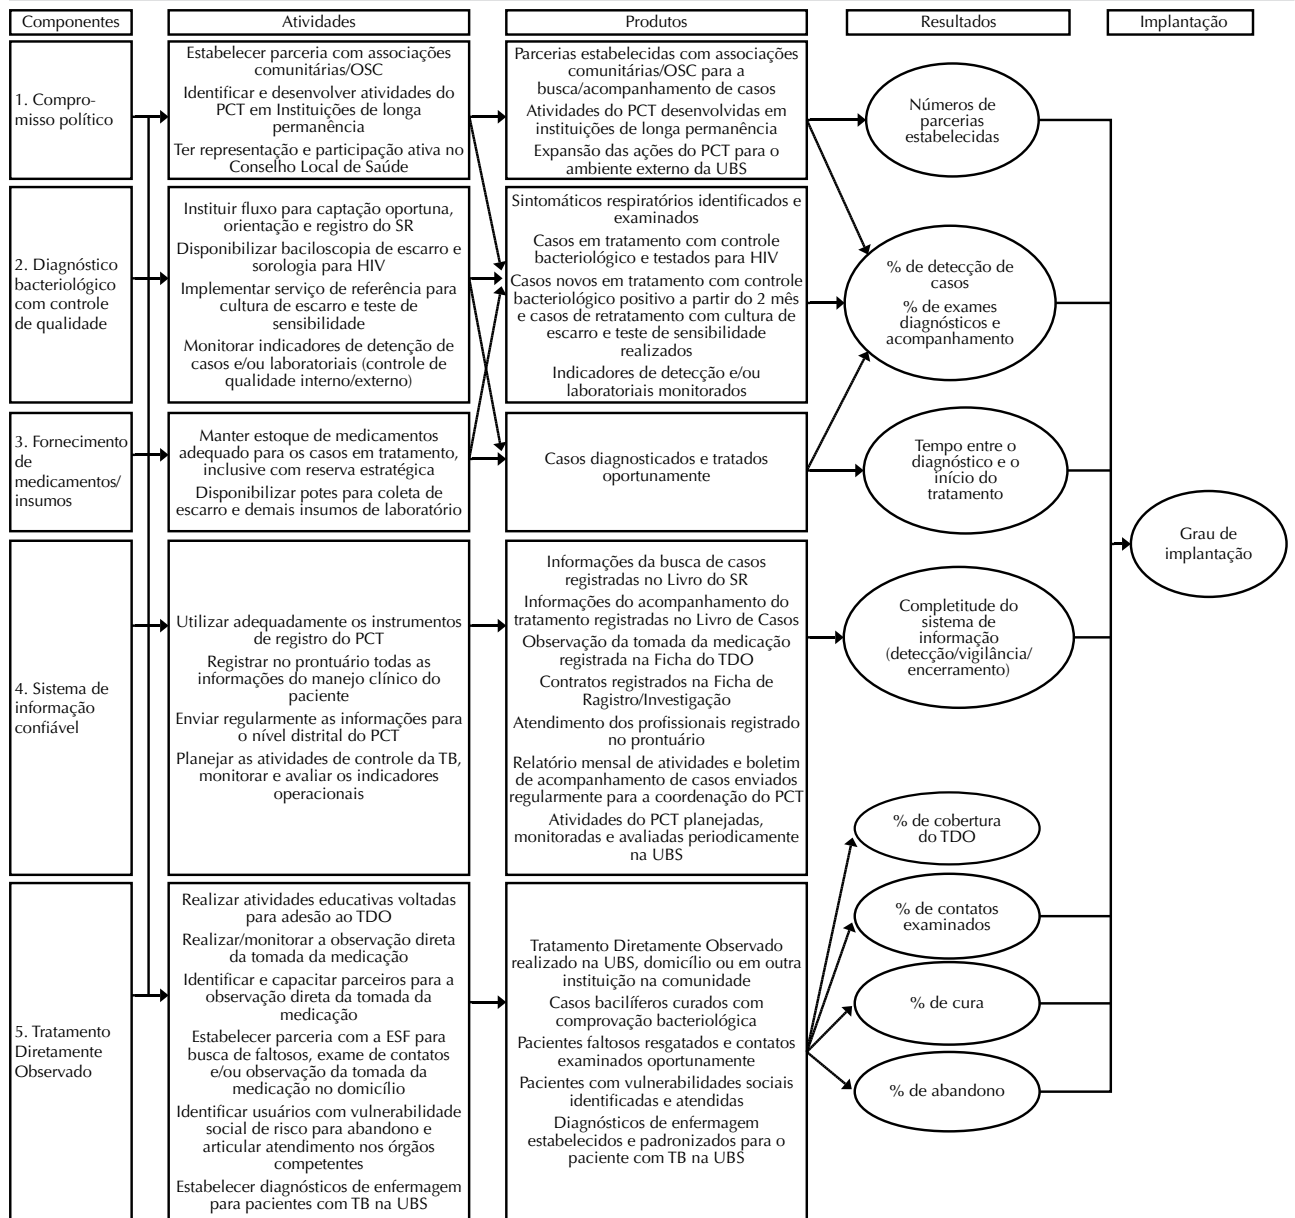 Componentes
Atividades
Produtos
Resultados
Implantação
1. Compro-
misso político
Estabelecer parceria com associações
comunitárias/OSC
Identificar e desenvolver atividades do
PCT em Instituições de longa
permanência
Ter representação e participação ativa no
Conselho Local de Saúde
Parcerias estabelecidas com associações
comunitárias/OSC para a
busca/acompanhamento de casos
Atividades do PCT desenvolvidas em
instituições de longa permanência
Expansão das ações do PCT para o
ambiente externo da UBS
Números de
parcerias
estabelecidas
2. Diagnóstico
bacteriológico
com controle
de qualidade
Instituir fluxo para captação oportuna,
orientação e registro do SR
Disponibilizar baciloscopia de escarro e
sorologia para HIV
Implementar serviço de referência para
cultura de escarro e teste de
sensibilidade
Monitorar indicadores de detenção de
casos e/ou laboratoriais (controle de
qualidade interno/externo)
Sintomáticos respiratórios identificados e
examinados
Casos em tratamento com controle
bacteriológico e testados para HIV
Casos novos em tratamento com controle
bacteriológico positivo a partir do 2 mês
e casos de retratamento com cultura de
escarro e teste de sensibilidade
realizados
Indicadores de detecção e/ou
laboratoriais monitorados
% de detecção de
casos
% de exames
diagnósticos e
acompanhamento
3. Fornecimento
de
medicamentos/
insumos
Manter estoque de medicamentos
adequado para os casos em tratamento,
inclusive com reserva estratégica
Disponibilizar potes para coleta de
escarro e demais insumos de laboratório
Casos diagnosticados e tratados
oportunamente
Tempo entre o
diagnóstico e o
início do
tratamento
Grau de
implantação
4. Sistema de
informação
confiável
Utilizar adequadamente os instrumentos
de registro do PCT
Registrar no prontuário todas as
informações do manejo clínico do
paciente
Enviar regularmente as informações para
o nível distrital do PCT
Planejar as atividades de controle da TB,
monitorar e avaliar os indicadores
operacionais
Informações da busca de casos
registradas no Livro do SR
Informações do acompanhamento do
tratamento registradas no Livro de Casos
Observação da tomada da medicação
registrada na Ficha do TDO
Contratos registrados na Ficha de
Ragistro/Investigação
Atendimento dos profissionais registrado
no prontuário
Relatório mensal de atividades e boletim
de acompanhamento de casos enviados
regularmente para a coordenação do PCT
Atividades do PCT planejadas,
monitoradas e avaliadas periodicamente
na UBS
Completitude do
sistema de
informação
(detecção/vigilância/
encerramento)
5. Tratamento
Diretamente
Observado
Realizar atividades educativas voltadas
para adesão ao TDO
Realizar/monitorar a observação direta
da tomada da medicação
Identificar e capacitar parceiros para a
observação direta da tomada da
medicação
Estabelecer parceria com a ESF para
busca de faltosos, exame de contatos
e/ou observação da tomada da
medicação no domicílio
Identificar usuários com vulnerabilidade
social de risco para abandono e
articular atendimento nos órgãos
competentes
Estabelecer diagnósticos de enfermagem
para pacientes com TB na UBS
Tratamento Diretamente Observado
realizado na UBS, domicílio ou em outra
instituição na comunidade
Casos bacilíferos curados com
comprovação bacteriológica
Pacientes faltosos resgatados e contatos
examinados oportunamente
Pacientes com vulnerabilidades sociais
identificadas e atendidas
Diagnósticos de enfermagem
estabelecidos e padronizados para o
paciente com TB na UBS
% de cobertura
do TDO
% de contatos
examinados
% de cura
% de abandono